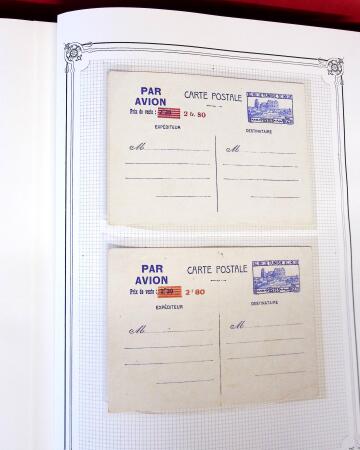 PAR
AVION
CARTE POSTALE
Prix de vente : 2 fr. 80
EXPÉDITEUR
DESTINATAIRE
M
M
PAR
AVION
CARTE POSTALE
Prix de vente : 2 f 80
EXPÉDITEUR
DESTINATAIRE
M
M